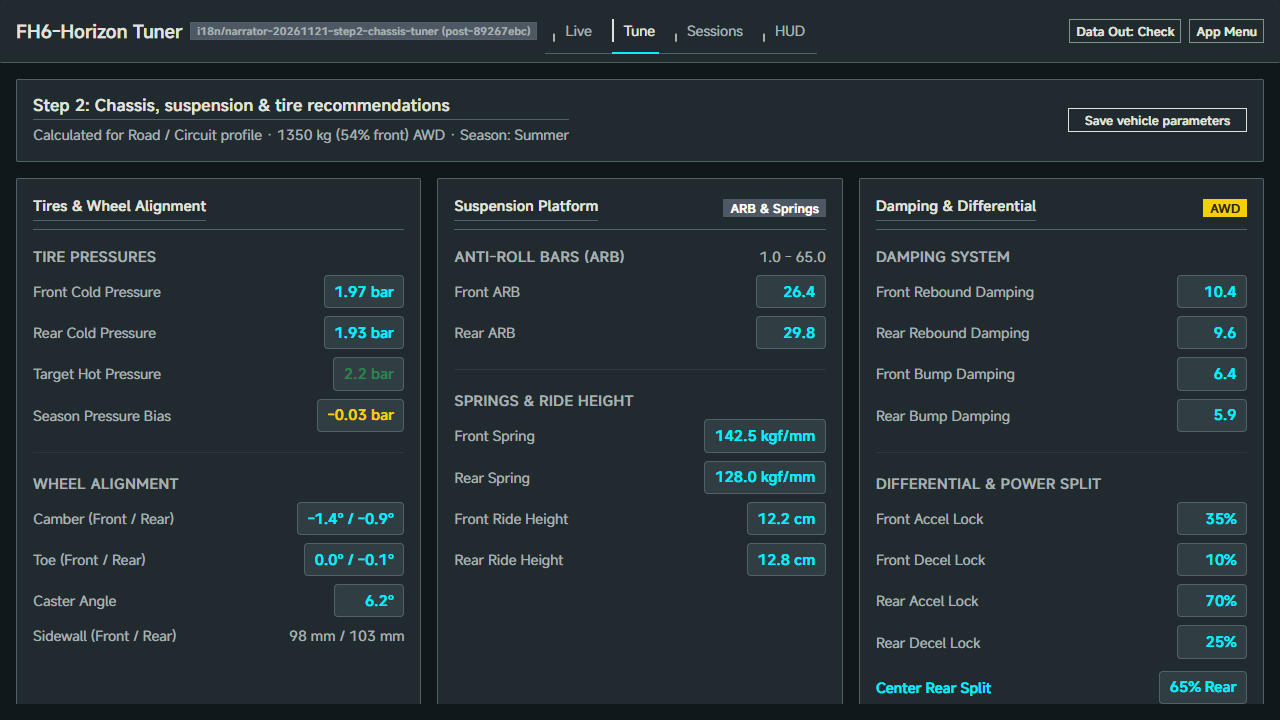 FH6-Horizon Tuner
i18n/narrator-20261121-step2-chassis-tuner (post-89267ebc)
Live
Tune
Sessions
HUD
Data Out: Check
App Menu
Step 2: Chassis, suspension & tire recommendations
Calculated for Road / Circuit profile · 1350 kg (54% front) AWD · Season: Summer
Save vehicle parameters
Tires & Wheel Alignment
TIRE PRESSURES
Front Cold Pressure 1.97 bar
Rear Cold Pressure 1.93 bar
Target Hot Pressure 2.2 bar
Season Pressure Bias -0.03 bar
WHEEL ALIGNMENT
Camber (Front / Rear) -1.4° / -0.9°
Toe (Front / Rear) 0.0° / -0.1°
Caster Angle 6.2°
Sidewall (Front / Rear) 98 mm / 103 mm
Suspension Platform ARB & Springs
ANTI-ROLL BARS (ARB) 1.0 - 65.0
Front ARB 26.4
Rear ARB 29.8
SPRINGS & RIDE HEIGHT
Front Spring 142.5 kgf/mm
Rear Spring 128.0 kgf/mm
Front Ride Height 12.2 cm
Rear Ride Height 12.8 cm
Damping & Differential AWD
DAMPING SYSTEM
Front Rebound Damping 10.4
Rear Rebound Damping 9.6
Front Bump Damping 6.4
Rear Bump Damping 5.9
DIFFERENTIAL & POWER SPLIT
Front Accel Lock 35%
Front Decel Lock 10%
Rear Accel Lock 70%
Rear Decel Lock 25%
Center Rear Split 65% Rear